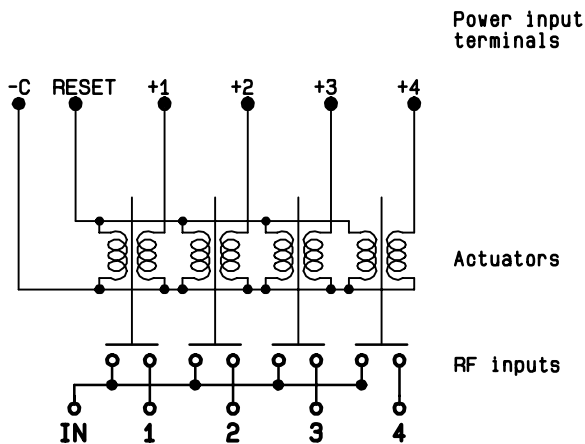 Power input
terminals
-C RESET +1 +2 +3 +4
Actuators
RF inputs
IN 1 2 3 4